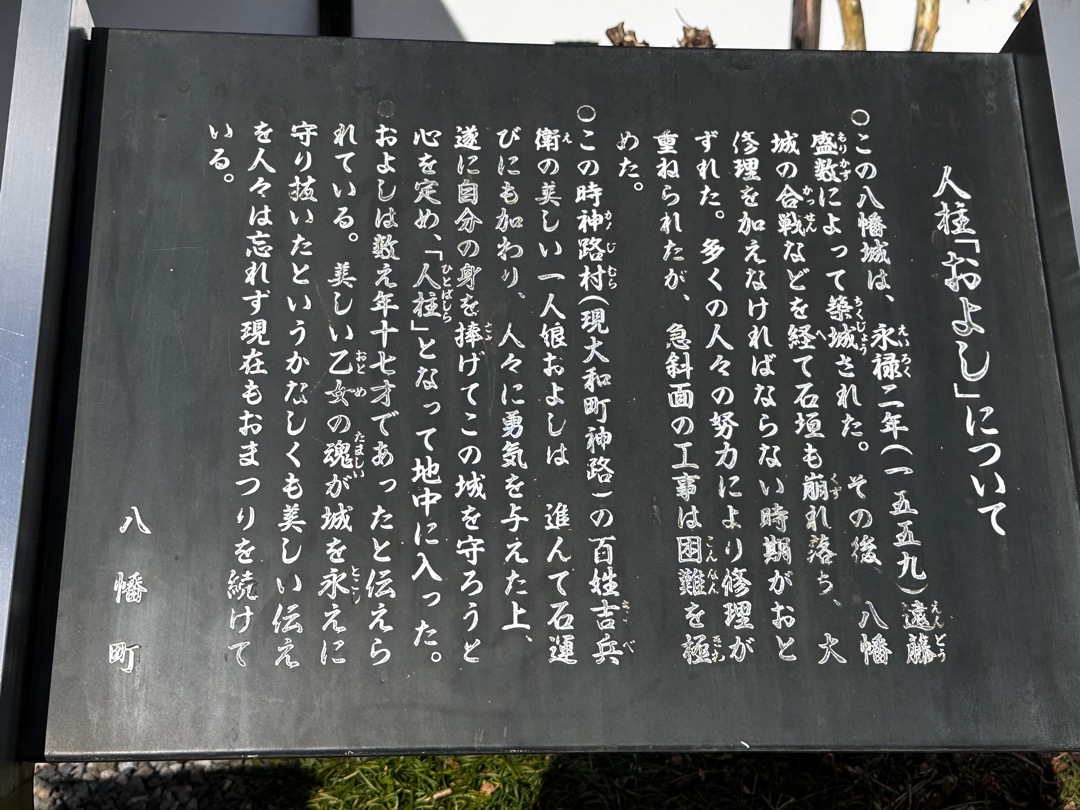 人柱「およし」について
○この八幡城は、永禄二年(一五五九)遠藤
盛数によって築城された。その後 八幡
城の合戦などを経て石垣も崩れ落ち、大
修理を加えなければならない時期がおと
ずれた。多くの人々の努力により修理が
重ねられたが、急斜面の工事は困難を極
めた。
○この時神路村(現大和町神路)の百姓吉兵
衛の美しい一人娘およしは 進んで石運
びにも加わり、人々に勇気を与えた上、
遂に自分の身を捧げてこの城を守ろうと
心を定め、「人柱」となって地中に入った。
○およしは数え年十七才であったと伝えら
れている。美しい乙女の魂が城を永えに
守り抜いたというかなしくも美しい伝え
を人々は忘れず現在もおまつりを続けて
いる。
八幡町